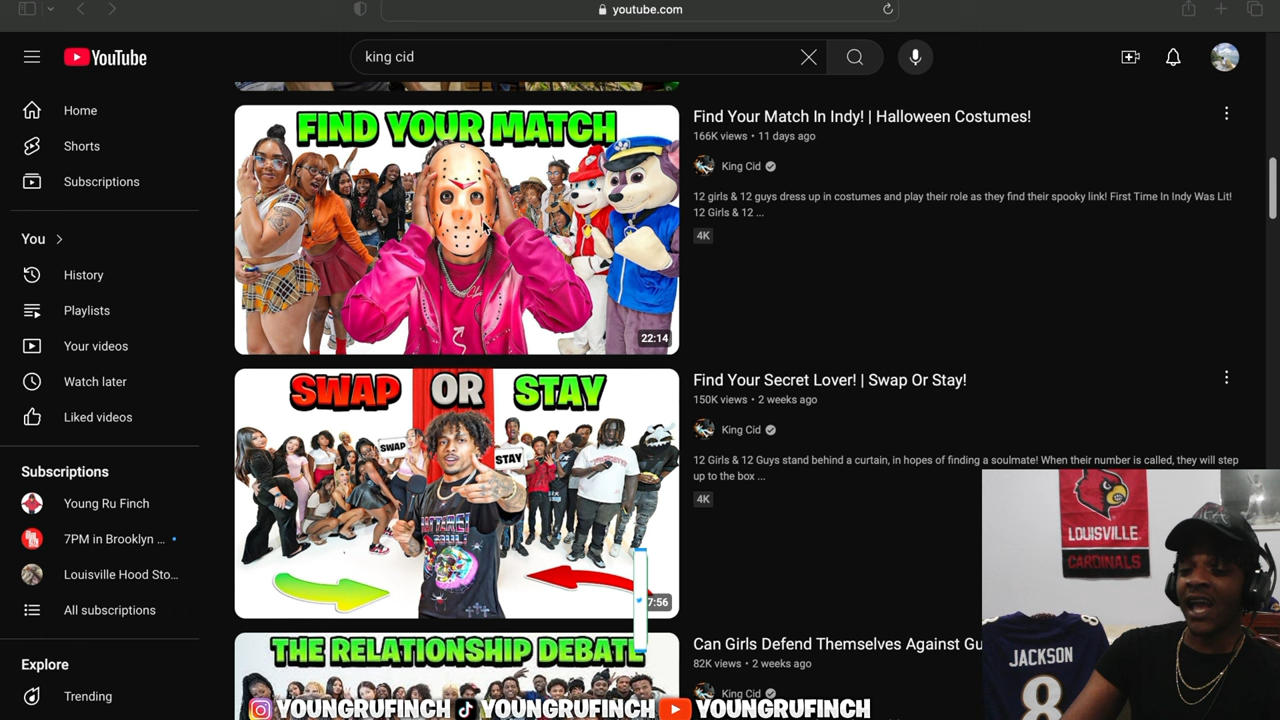 youtube.com
YouTube
king cid
Home
Shorts
Subscriptions
You
History
Playlists
Your videos
Watch later
Liked videos
Subscriptions
Young Ru Finch
7PM in Brooklyn ...
Louisville Hood Sto...
All subscriptions
Explore
Trending
FIND YOUR MATCH
22:14
Find Your Match In Indy! | Halloween Costumes!
166K views • 11 days ago
King Cid
12 girls & 12 guys dress up in costumes and play their role as they find their spooky link! First Time In Indy Was Lit!
12 Girls & 12 ...
4K
SWAP OR STAY
SWAP
STAY
7:56
Find Your Secret Lover! | Swap Or Stay!
150K views • 2 weeks ago
King Cid
12 Girls & 12 Guys stand behind a curtain, in hopes of finding a soulmate! When their number is called, they will step
up to the box ...
4K
THE RELATIONSHIP DEBATE
Can Girls Defend Themselves Against Gu
82K views • 2 weeks ago
King Cid
LOUISVILLE
CARDINALS
JACKSON
8
YOUNGRUFINCH YOUNGRUFINCH YOUNGRUFINCH